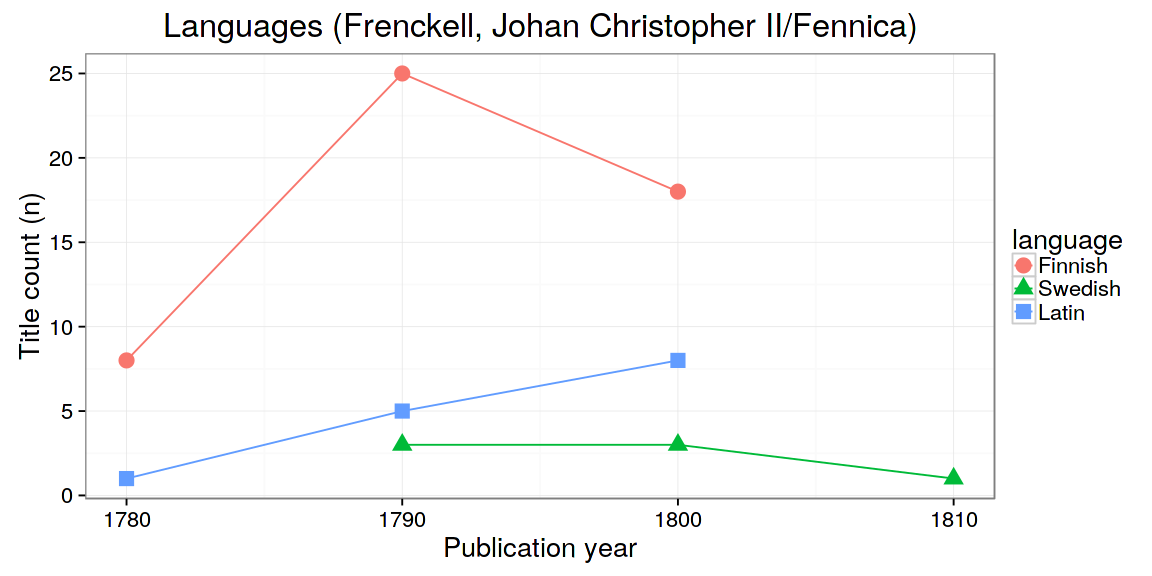 Languages (Frenckell, Johan Christopher II/Fennica)
25
20
15
10
5
0
Title count (n)
1780 1790 1800 1810
Publication year
language
Finnish
Swedish
Latin